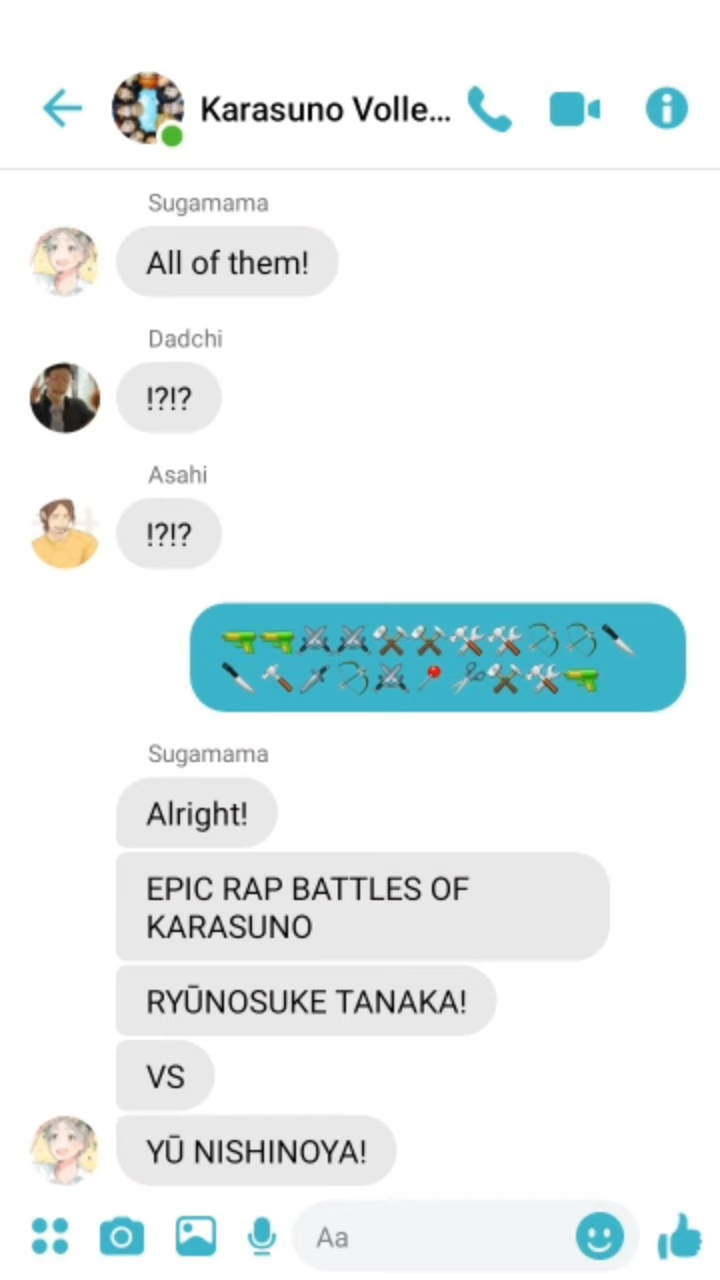 Karasuno Volle...
Sugamama
All of them!
Dadchi
!?!?
Asahi
!?!?
Sugamama
Alright!
EPIC RAP BATTLES OF
KARASUNO
RYŪNOSUKE TANAKA!
VS
YŪ NISHINOYA!
Aa